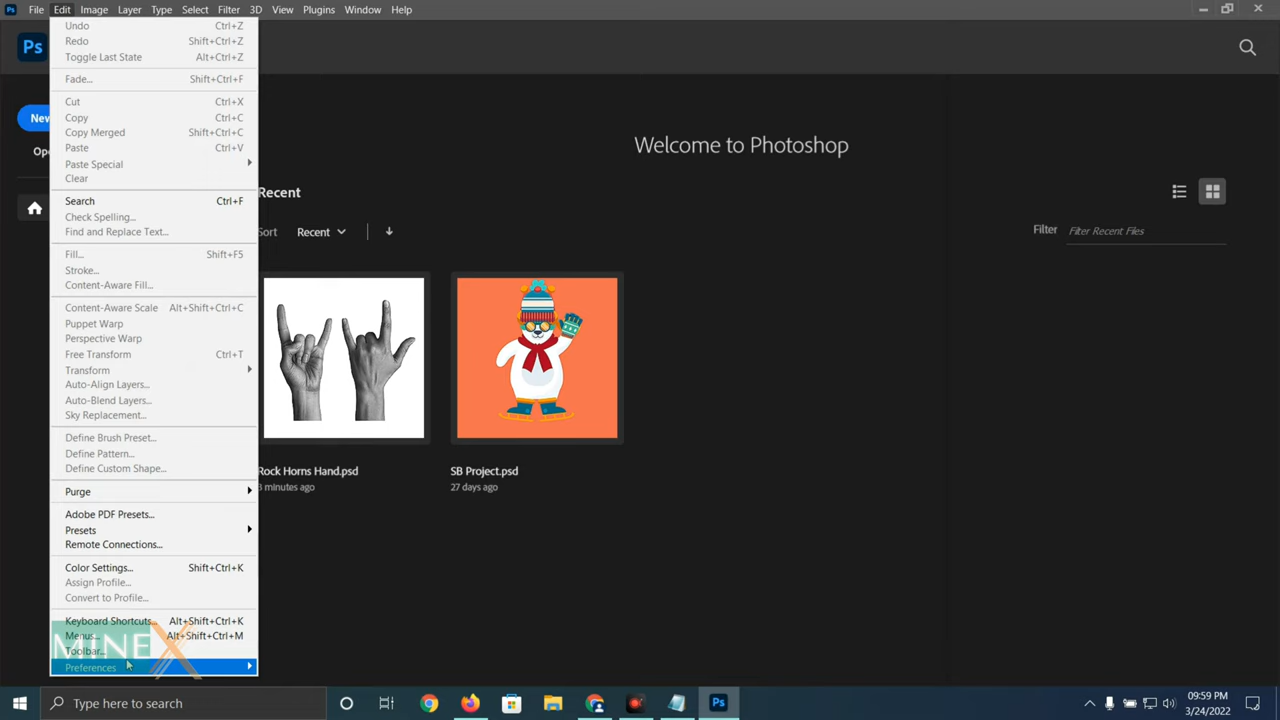 Ps File Edit Image Layer Type Select Filter 3D View Plugins Window Help
Ps
Undo Ctrl+Z
Redo Shift+Ctrl+Z
Toggle Last State Alt+Ctrl+Z
Fade... Shift+Ctrl+F
Cut Ctrl+X
Copy Ctrl+C
Copy Merged Shift+Ctrl+C
Paste Ctrl+V
Paste Special
Clear
Search Ctrl+F
Check Spelling...
Find and Replace Text...
Fill... Shift+F5
Stroke...
Content-Aware Fill...
Content-Aware Scale Alt+Shift+Ctrl+C
Puppet Warp
Perspective Warp
Free Transform Ctrl+T
Transform
Auto-Align Layers...
Auto-Blend Layers...
Sky Replacement...
Define Brush Preset...
Define Pattern...
Define Custom Shape...
Purge
Adobe PDF Presets...
Presets
Remote Connections...
Color Settings... Shift+Ctrl+K
Assign Profile...
Convert to Profile...
Keyboard Shortcuts... Alt+Shift+Ctrl+K
Menus... Alt+Shift+Ctrl+M
Toolbar...
Preferences
MINEX
New
Welcome to Photoshop
Recent
Sort Recent
Filter Filter Recent Files
Rock Horns Hand.psd
3 minutes ago
SB Project.psd
27 days ago
Type here to search
Ps
09:59 PM
3/24/2022